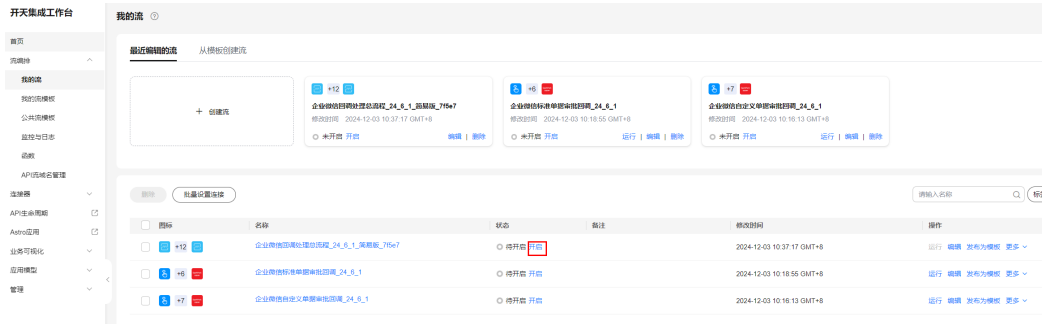 开天集成工作台
我的流
首页
流编排
我的流
我的流模板
公共流模板
监控与日志
函数
API流域名管理
连接器
API生命周期
Astro应用
业务可视化
应用模型
管理
最近编辑的流 从模板创建流
+ 创建流
+12
企业微信回调处理总流程_24_6_1_简易版_7f5e7
修改时间 2024-12-03 10:37:17 GMT+8
未开启 开启 编辑 | 删除
+6
企业微信标准单据审批回调_24_6_1
修改时间 2024-12-03 10:18:55 GMT+8
未开启 开启 运行 | 编辑 | 删除
+7
企业微信自定义单据审批回调_24_6_1
修改时间 2024-12-03 10:16:13 GMT+8
未开启 开启 运行 | 编辑 | 删除
删除 批量设置连接 请输入名称
图标 名称 状态 备注 修改时间 操作
+12 企业微信回调处理总流程_24_6_1_简易版_7f5e7 待开启 开启 2024-12-03 10:37:17 GMT+8 运行 编辑 发布为模板 更多
+6 企业微信标准单据审批回调_24_6_1 待开启 开启 2024-12-03 10:18:55 GMT+8 运行 编辑 发布为模板 更多
+7 企业微信自定义单据审批回调_24_6_1 待开启 开启 2024-12-03 10:16:13 GMT+8 运行 编辑 发布为模板 更多